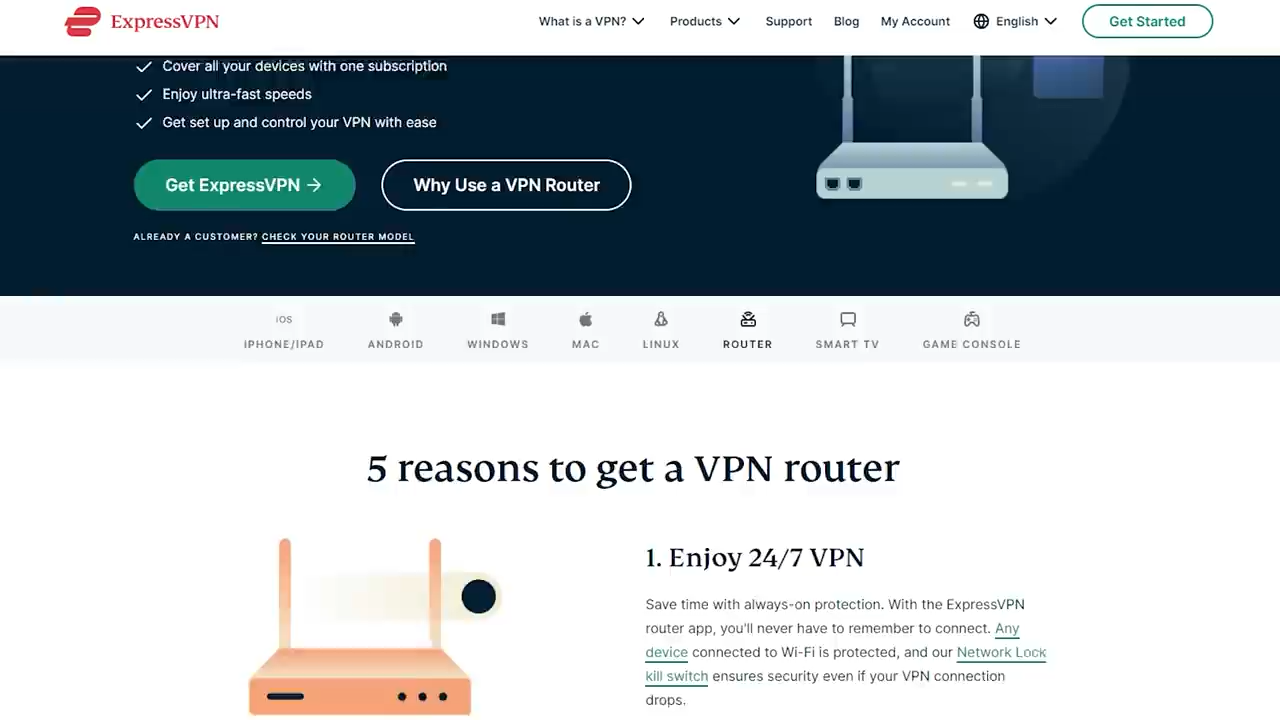 ExpressVPN
What is a VPN? Products Support Blog My Account English Get Started
Cover all your devices with one subscription
Enjoy ultra-fast speeds
Get set up and control your VPN with ease
Get ExpressVPN → Why Use a VPN Router
ALREADY A CUSTOMER? CHECK YOUR ROUTER MODEL
iOS
IPHONE/IPAD ANDROID WINDOWS MAC LINUX ROUTER SMART TV GAME CONSOLE
5 reasons to get a VPN router
1. Enjoy 24/7 VPN
Save time with always-on protection. With the ExpressVPN
router app, you'll never have to remember to connect. Any
device connected to Wi-Fi is protected, and our Network Lock
kill switch ensures security even if your VPN connection
drops.